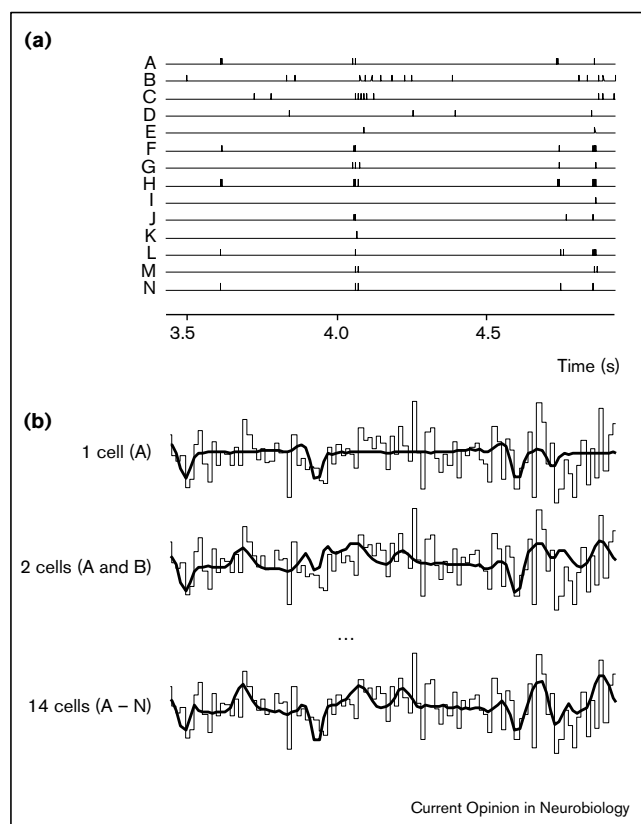 (a)
A
B
C
D
E
F
G
H
I
J
K
L
M
N
3.5 4.0 4.5
Time (s)
(b)
1 cell (A)
2 cells (A and B)
...
14 cells (A – N)
Current Opinion in Neurobiology